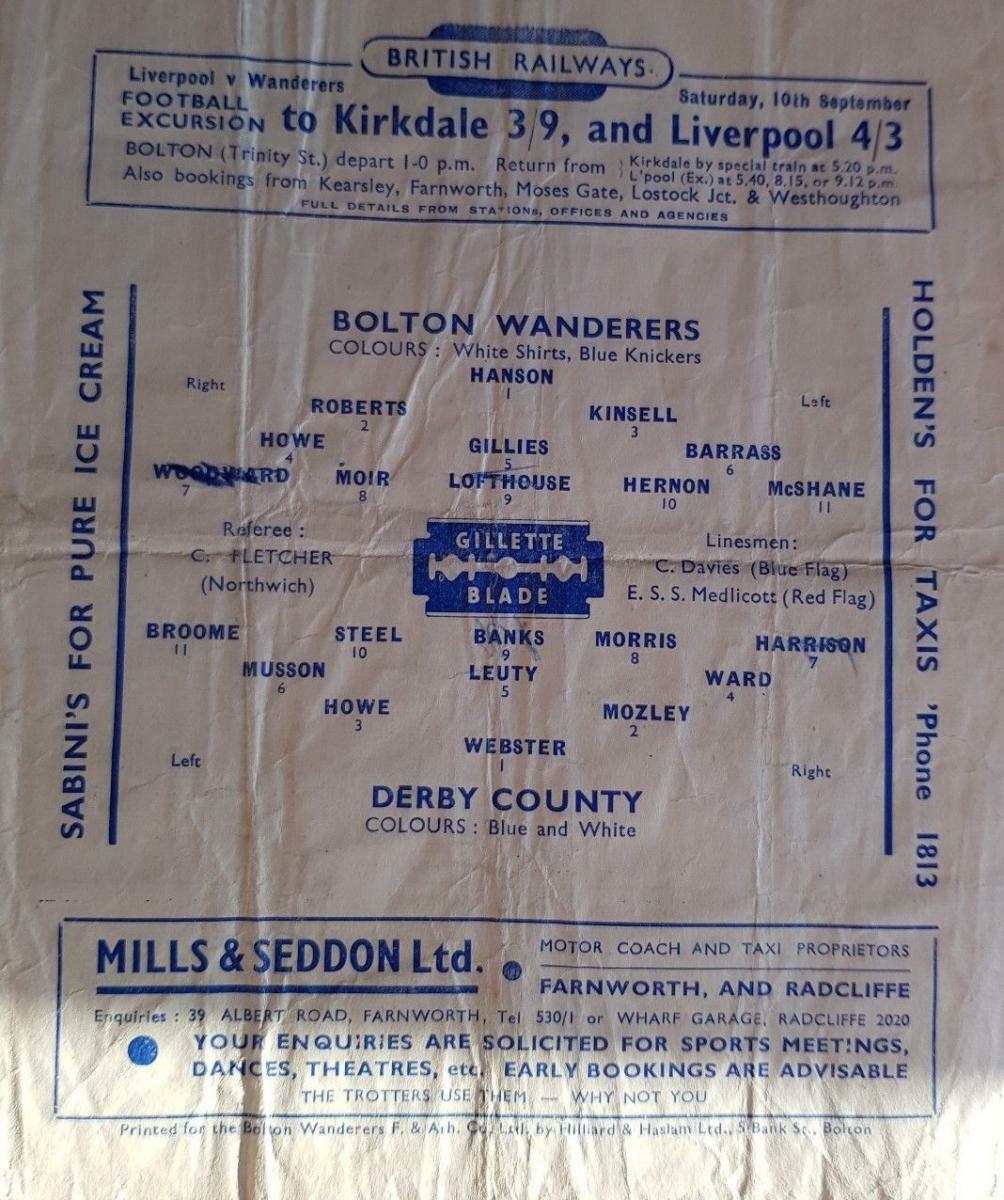 BRITISH RAILWAYS
Liverpool v Wanderers
Saturday, 10th September
FOOTBALL
EXCURSION to Kirkdale 3/9, and Liverpool 4/3
BOLTON (Trinity St.) depart 1-0 p.m. Return from } Kirkdale by special train at 5.20 p.m.
L'pool (Ex.) at 5.40, 8.15, or 9.12 p.m.
Also bookings from Kearsley, Farnworth, Moses Gate, Lostock Jct. & Westhoughton
FULL DETAILS FROM STATIONS, OFFICES AND AGENCIES
SABINI'S FOR PURE ICE CREAM
BOLTON WANDERERS
COLOURS : White Shirts, Blue Knickers
HANSON
1
Right
Left
ROBERTS
2
KINSELL
3
HOWE
4
GILLIES
5
BARRASS
6
WOODWARD
7
MOIR
8
LOFTHOUSE
9
HERNON
10
McSHANE
11
Referee :
C. FLETCHER
(Northwich)
GILLETTE
BLADE
Linesmen :
C. Davies (Blue Flag)
E. S. S. Medlicott (Red Flag)
BROOME
11
STEEL
10
BANKS
9
MORRIS
8
HARRISON
7
MUSSON
6
LEUTY
5
WARD
4
HOWE
3
MOZLEY
2
WEBSTER
1
Left
Right
DERBY COUNTY
COLOURS : Blue and White
HOLDEN'S FOR TAXIS 'Phone 1813
MILLS & SEDDON Ltd.
MOTOR COACH AND TAXI PROPRIETORS
FARNWORTH, AND RADCLIFFE
Enquiries : 39 ALBERT ROAD, FARNWORTH, Tel 530/1 or WHARF GARAGE, RADCLIFFE 2020
YOUR ENQUIRIES ARE SOLICITED FOR SPORTS MEETINGS,
DANCES, THEATRES, etc. EARLY BOOKINGS ARE ADVISABLE
THE TROTTERS USE THEM — WHY NOT YOU
Printed for the Bolton Wanderers F. & Ath. Co. Ltd. by Hilliard & Haslam Ltd., 5 Bank St., Bolton